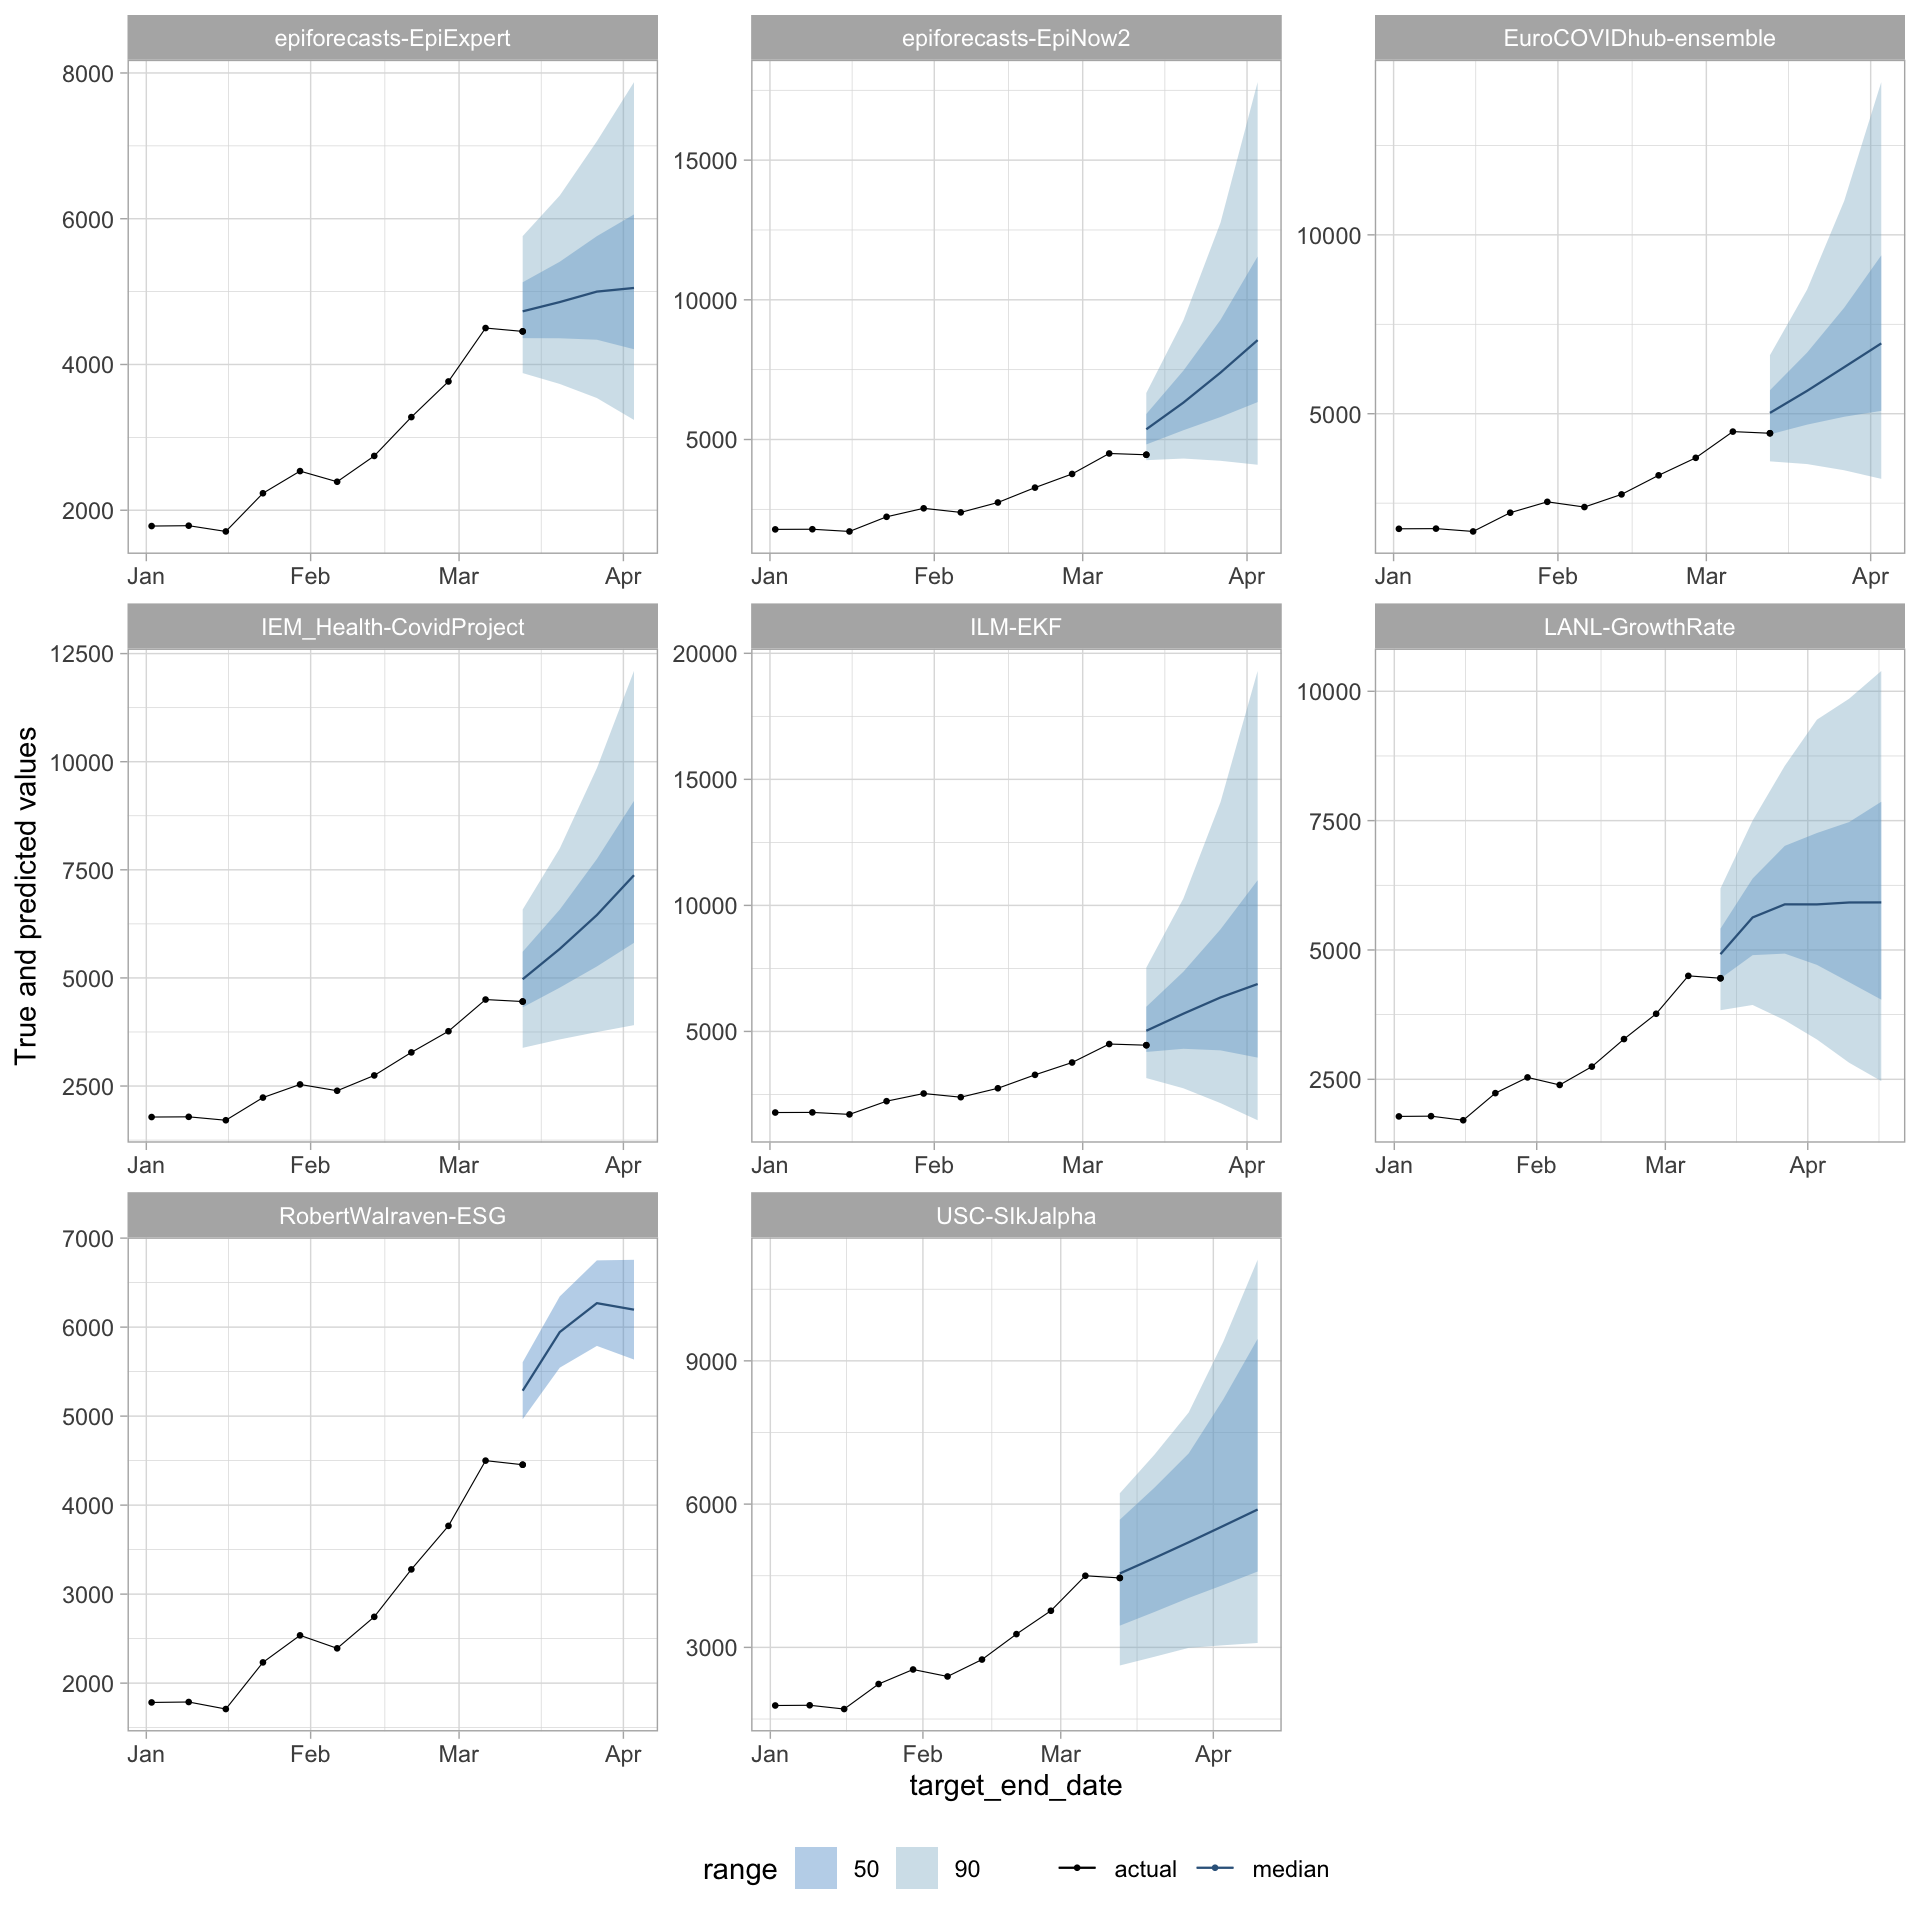 epiforecasts-EpiExpert
epiforecasts-EpiNow2
EuroCOVIDhub-ensemble
8000
6000
4000
2000
Jan Feb Mar Apr
15000
10000
5000
Jan Feb Mar Apr
10000
5000
Jan Feb Mar Apr
IEM_Health-CovidProject
ILM-EKF
LANL-GrowthRate
12500
10000
7500
5000
2500
Jan Feb Mar Apr
20000
15000
10000
5000
Jan Feb Mar Apr
10000
7500
5000
2500
Jan Feb Mar Apr
True and predicted values
RobertWalraven-ESG
USC-SIkJalpha
7000
6000
5000
4000
3000
2000
Jan Feb Mar Apr
9000
6000
3000
Jan Feb Mar Apr
target_end_date
range 50 90 actual median